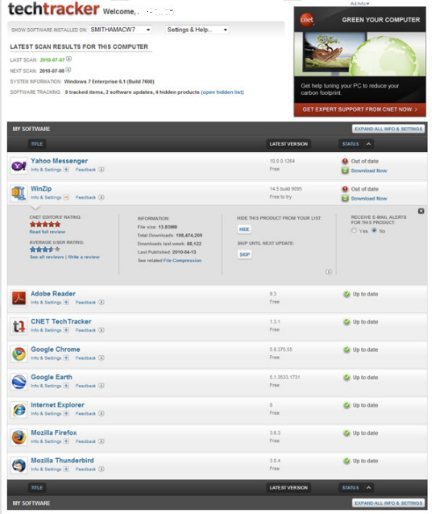 techtracker Welcome, .
SHOW SOFTWARE INSTALLED ON: SMITHAMACW7 Settings & Help...
LATEST SCAN RESULTS FOR THIS COMPUTER
LAST SCAN: 2010-07-07
NEXT SCAN: 2010-07-08
SYSTEM INFORMATION: Windows 7 Enterprise 6.1 (Build 7600)
SOFTWARE TRACKING: 9 tracked items, 2 software updates, 4 hidden products (open hidden list)
Ad info
cnet
GREEN YOUR COMPUTER
Get help tuning your PC to reduce your
carbon footprint.
GET EXPERT SUPPORT FROM CNET NOW >
MY SOFTWARE EXPAND ALL INFO & SETTINGS
TITLE LATEST VERSION STATUS
Yahoo Messenger 10.0.0.1264 Out of date
Info & Settings Feedback Free Download Now
WinZip 14.5 build 9095 Out of date
Info & Settings Feedback Free to try Download Now
CNET EDITORS' RATING:
Read full review
AVERAGE USER RATING:
See all reviews | Write a review
INFORMATION:
File size: 13.83MB
Total Downloads:
Downloads last week:
Last Published: 2010-04-13
See related File Compression
HIDE THIS PRODUCT FROM YOUR LIST:
HIDE
SKIP UNTIL NEXT UPDATE:
SKIP
RECEIVE E-MAIL ALERTS
FOR THIS PRODUCT:
Yes No
Adobe Reader 9.3 Up to date
Info & Settings Feedback Free
CNET TechTracker 1.3.1 Up to date
Info & Settings Feedback Free
Google Chrome 5.0.375.55 Up to date
Info & Settings Feedback Free
Google Earth 5.1.3533.1731 Up to date
Info & Settings Feedback Free
Internet Explorer 8 Up to date
Info & Settings Feedback Free
Mozilla Firefox 3.6.3 Up to date
Info & Settings Feedback Free
Mozilla Thunderbird 3.0.4 Up to date
Info & Settings Feedback Free
TITLE LATEST VERSION STATUS
MY SOFTWARE EXPAND ALL INFO & SETTINGS